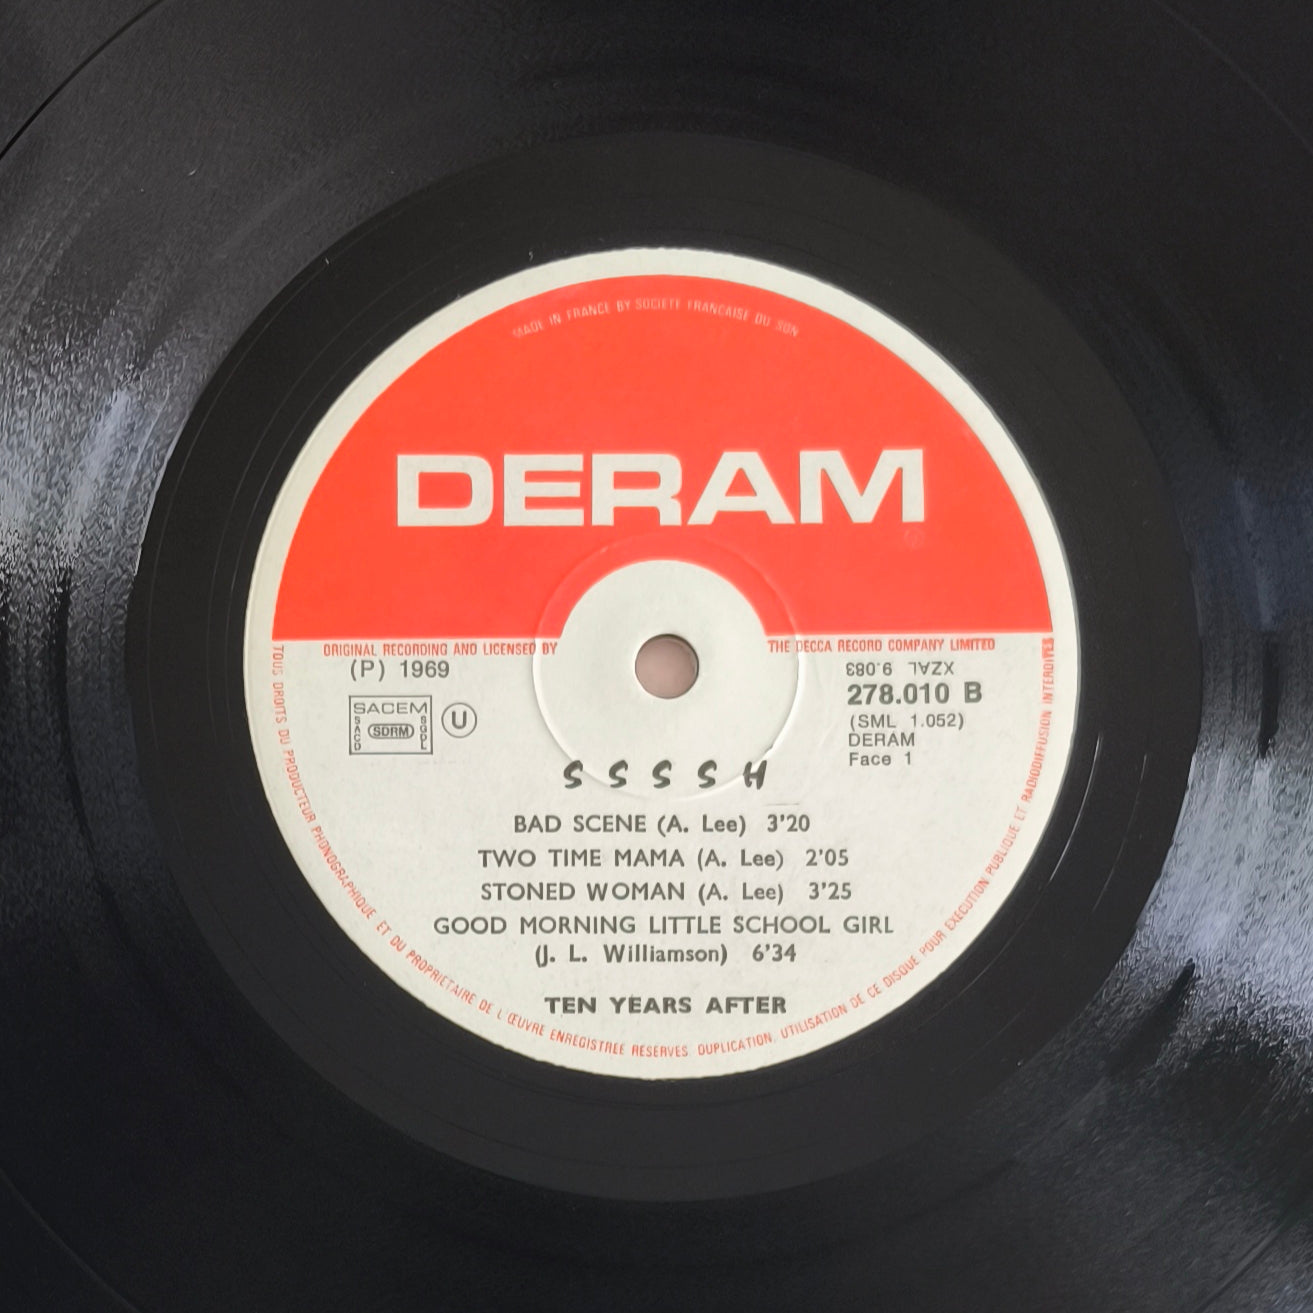 MADE IN FRANCE BY SOCIETE FRANCAISE DU SON
DERAM
ORIGINAL RECORDING AND LICENSED BY THE DECCA RECORD COMPANY LIMITED
(P) 1969
SACEM
SACD
SDRM
SGDL
U
XZAL 9.083
278.010 B
(SML 1.052)
DERAM
Face 1
S S S S H
BAD SCENE (A. Lee) 3'20
TWO TIME MAMA (A. Lee) 2'05
STONED WOMAN (A. Lee) 3'25
GOOD MORNING LITTLE SCHOOL GIRL
(J. L. Williamson) 6'34
TEN YEARS AFTER
TOUS DROITS DU PRODUCTEUR PHONOGRAPHIQUE ET DU PROPRIETAIRE DE L'ŒUVRE ENREGISTREE RESERVES. DUPLICATION, UTILISATION DE CE DISQUE POUR EXECUTION PUBLIQUE ET RADIODIFFUSION INTERDITES